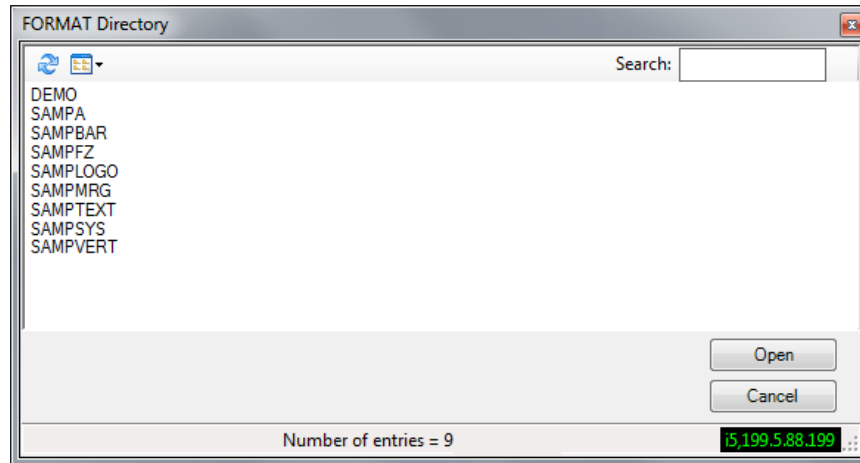 FORMAT Directory
Search:
DEMO
SAMPA
SAMPBAR
SAMPFZ
SAMPLOGO
SAMPMRG
SAMPTEXT
SAMPSYS
SAMPVERT
Open
Cancel
Number of entries = 9 i5,199.5.88.199